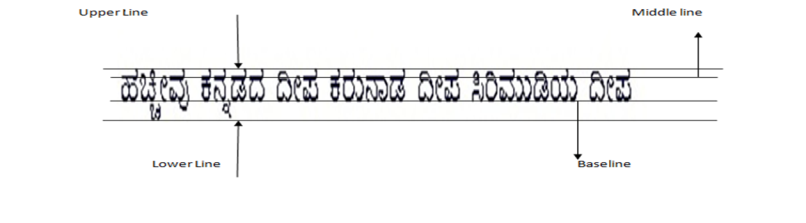 Upper Line
Middle line
ಹಚ್ಚೇವು ಕನ್ನಡದ ದೀಪ ಕರುನಾಡ ದೀಪ ಸಿರಿಮುಡಿಯ ದೀಪ
Lower Line
Baseline